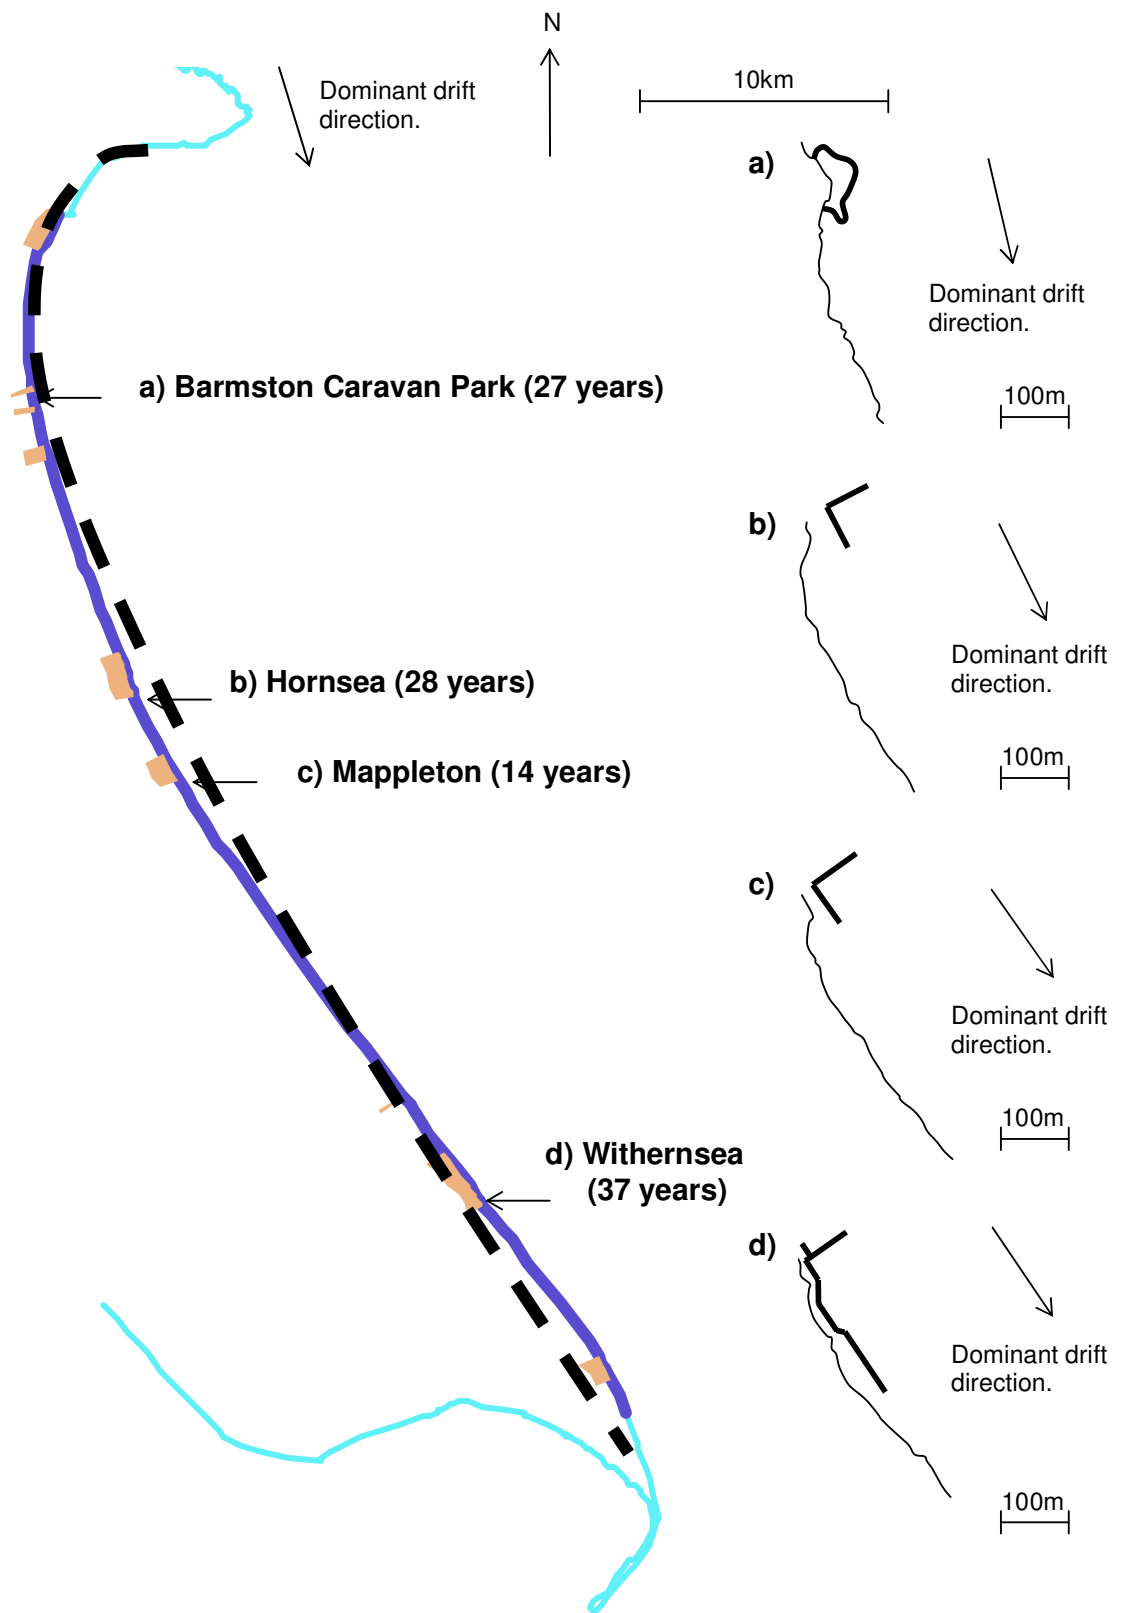 N
Dominant drift
direction.
10km
a)
Dominant drift
direction.
100m
a) Barmston Caravan Park (27 years)
b)
Dominant drift
direction.
100m
b) Hornsea (28 years)
c) Mappleton (14 years)
c)
Dominant drift
direction.
100m
d) Withernsea
(37 years)
d)
Dominant drift
direction.
100m